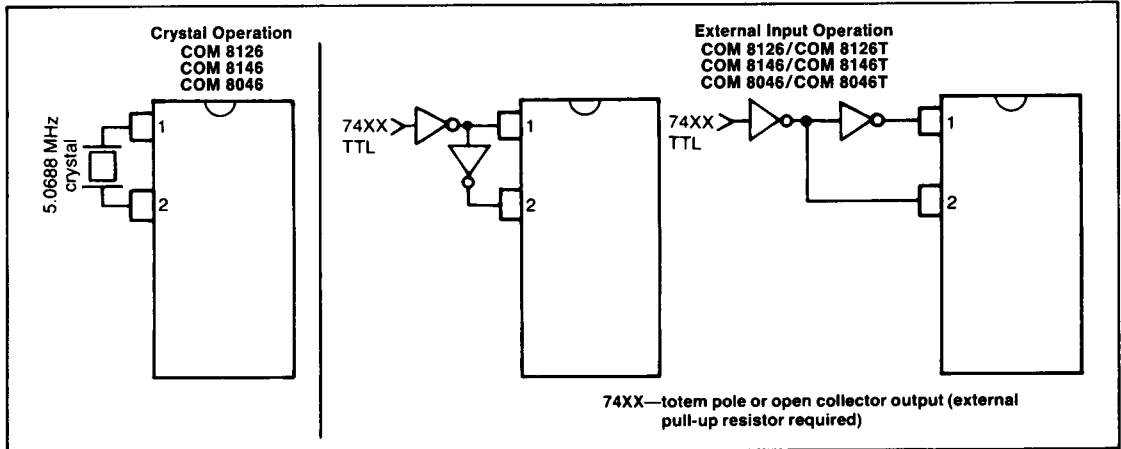 Crystal Operation
COM 8126
COM 8146
COM 8046
5.0688 MHz
crystal
1
2
External Input Operation
COM 8126/COM 8126T
COM 8146/COM 8146T
COM 8046/COM 8046T
74XX
TTL
1
2
74XX
TTL
1
2
74XX—totem pole or open collector output (external
pull-up resistor required)